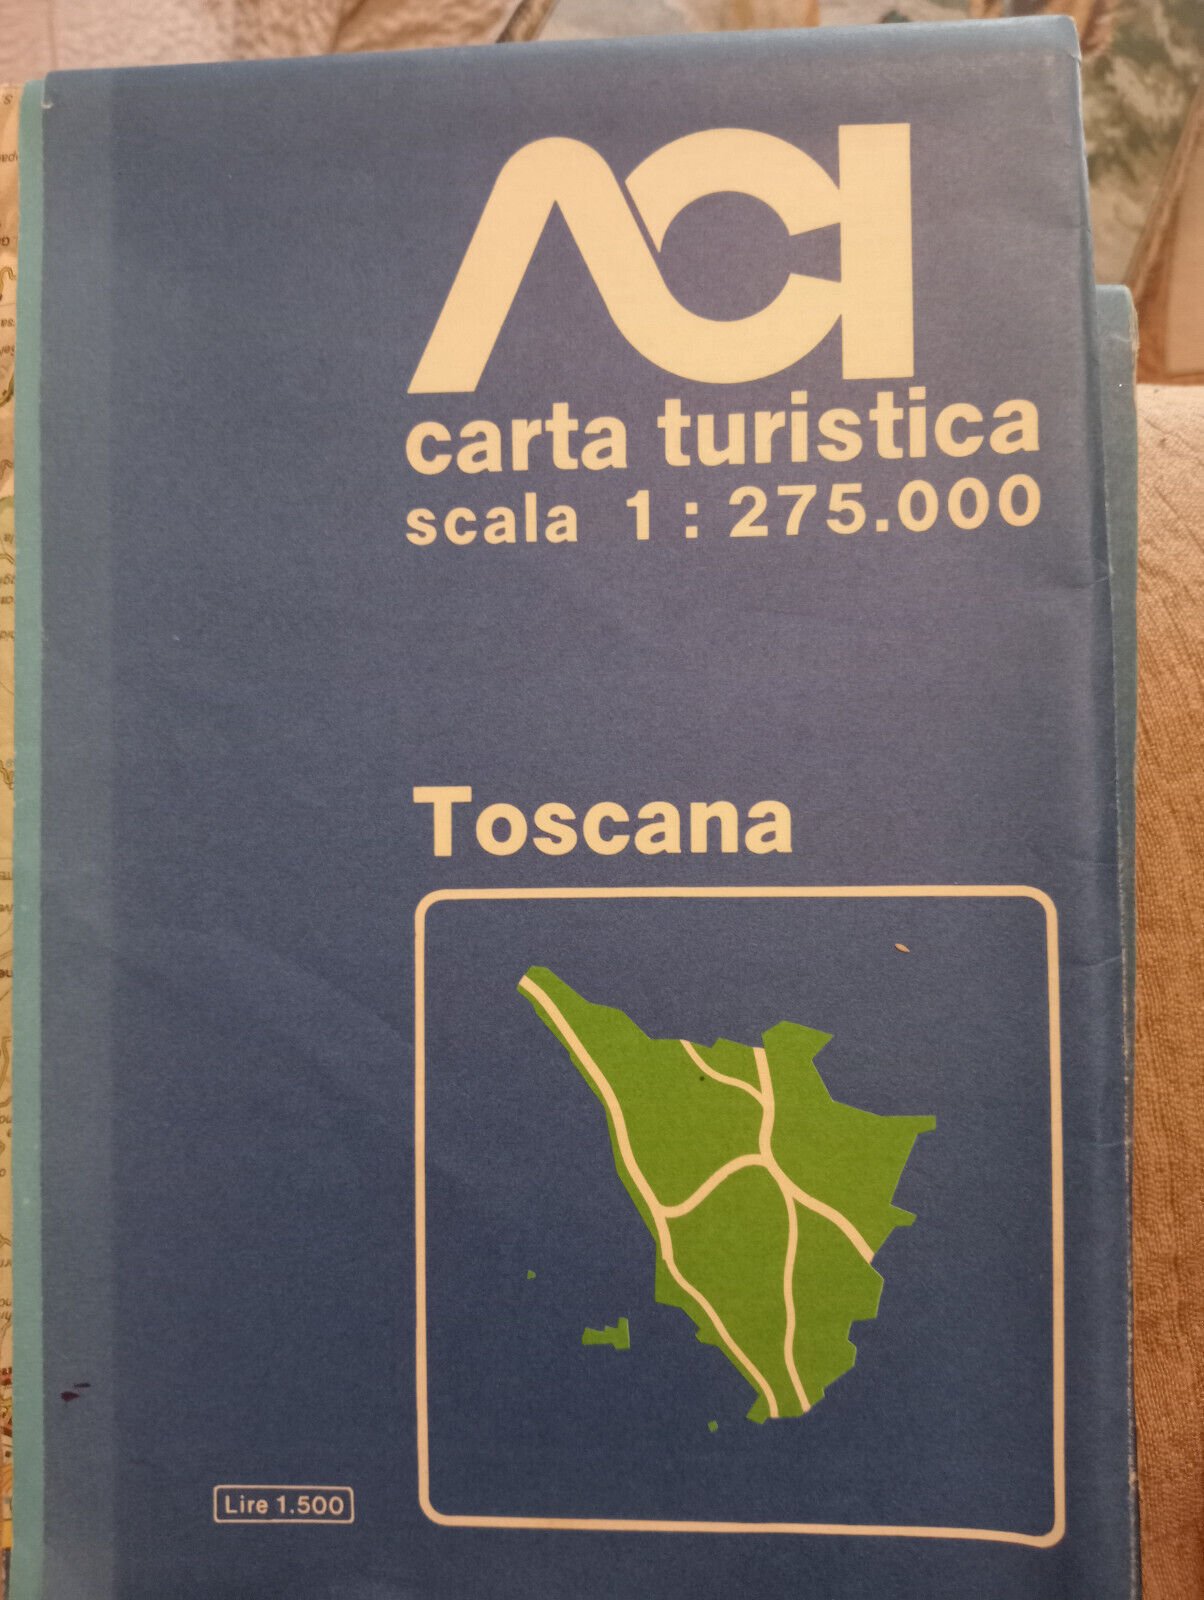 ACI
carta turistica
scala 1 : 275.000
Toscana
Lire 1.500